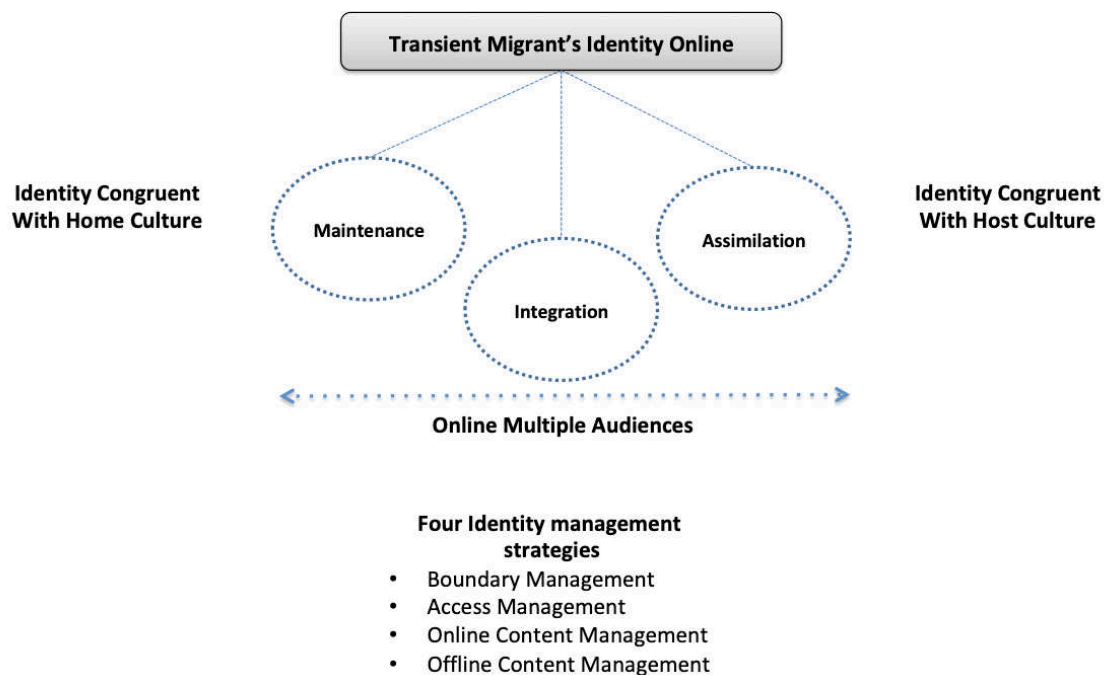 Transient Migrant's Identity Online
Identity Congruent
With Home Culture
Maintenance
Integration
Assimilation
Identity Congruent
With Host Culture
Online Multiple Audiences
Four Identity management
strategies
• Boundary Management
• Access Management
• Online Content Management
• Offline Content Management